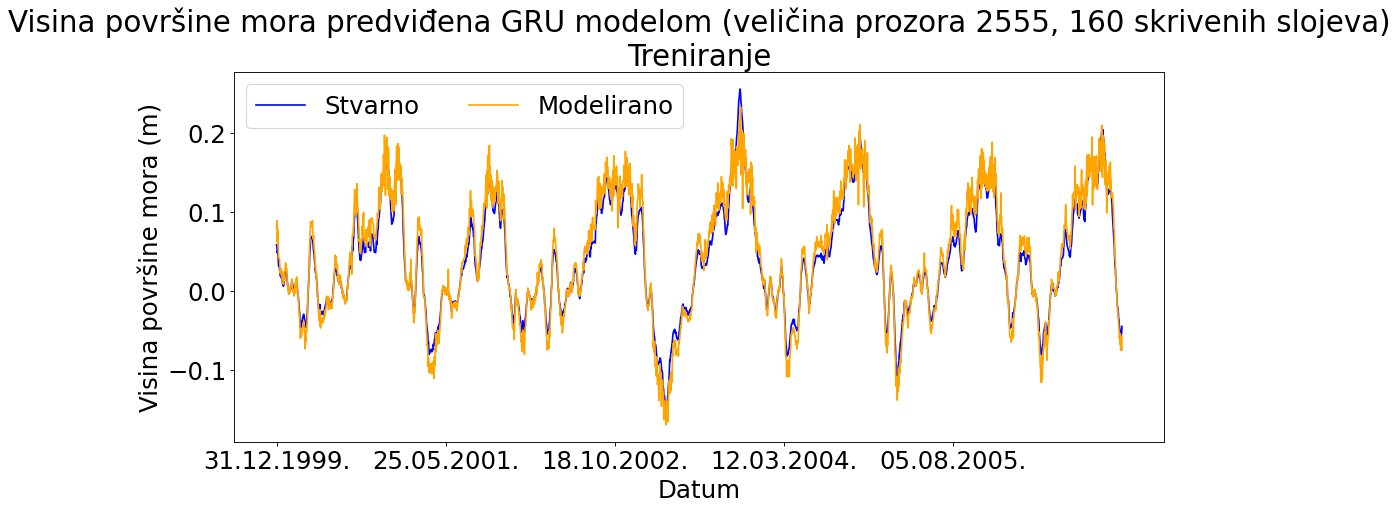 Visina površine mora predviđena GRU modelom (veličina prozora 2555, 160 skrivenih slojeva)
Treniranje
Stvarno
Modelirano
Visina površine mora (m)
0.2
0.1
0.0
−0.1
31.12.1999.
25.05.2001.
18.10.2002.
12.03.2004.
05.08.2005.
Datum